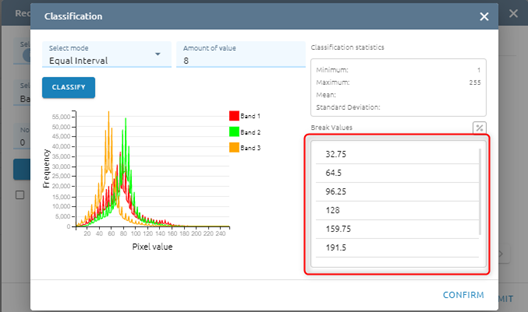 Rec
Classification
Select mode
Equal Interval
Amount of value
8
CLASSIFY
Classification statistics
Minimum: 1
Maximum: 255
Mean:
Standard Deviation:
Break Values
32.75
64.5
96.25
128
159.75
191.5
Frequency
55,000
50,000
45,000
40,000
35,000
30,000
25,000
20,000
15,000
10,000
5,000
0
20 40 60 80 100 120 140 160 180 200 220 240
Pixel value
Band 1
Band 2
Band 3
Sel
Sel
Ba
No
0
CONFIRM
MIT